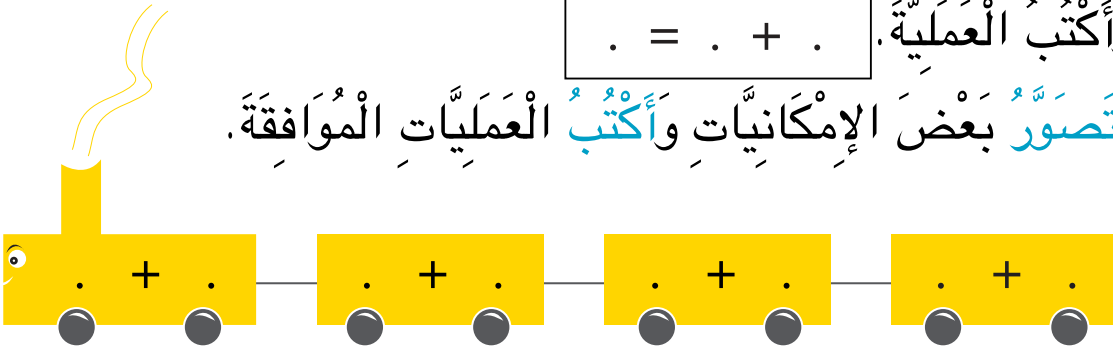 أَكْتُبُ الْعَمَلِيَّةَ. . = . + .
تَصَوَّرُ بَعْضَ الإِمْكَانِيَّاتِ وَأَكْتُبُ الْعَمَلِيَّاتِ الْمُوَافِقَةَ.
. + . . + . . + . . + .